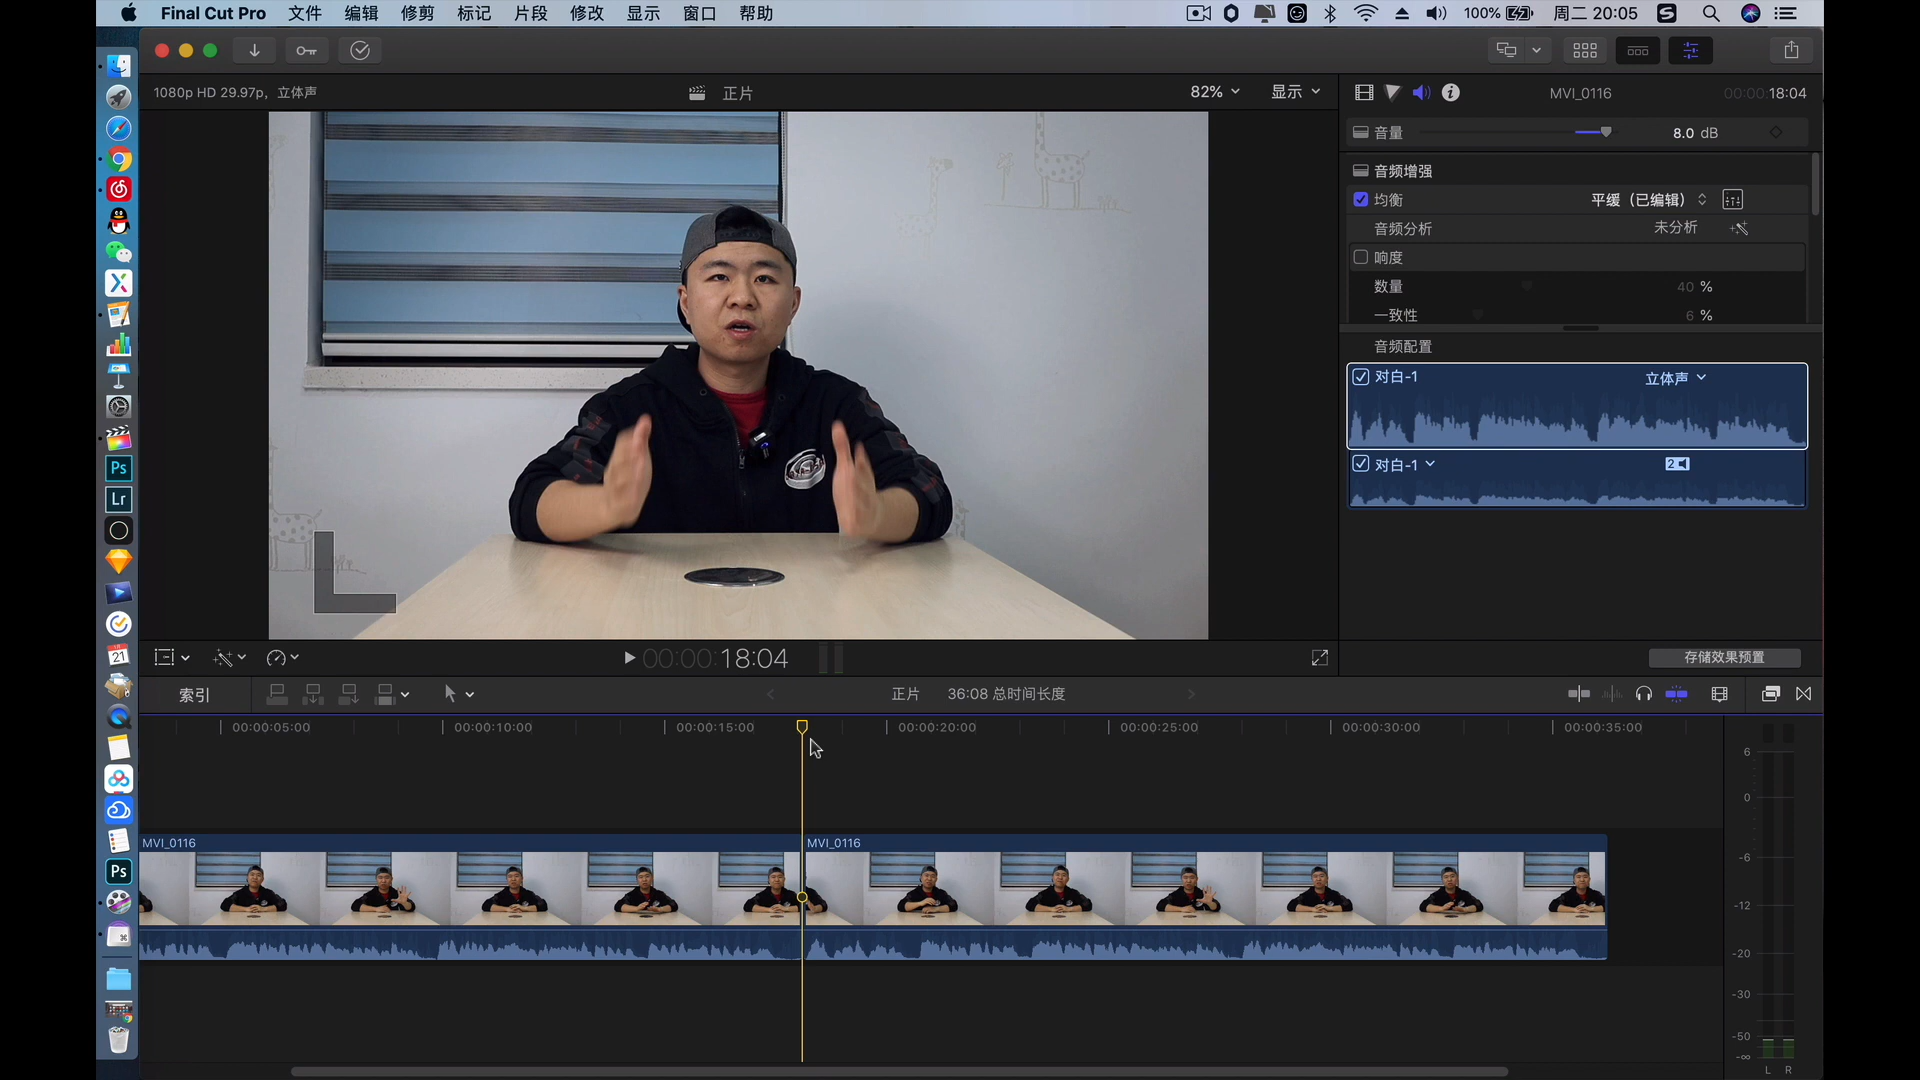 Final Cut Pro 文件 编辑 修剪 标记 片段 修改 显示 窗口 帮助 100% 周二 20:05
1080p HD 29.97p，立体声 正片 82% 显示
MVI_0116 00:00:18:04
音量 8.0 dB
音频增强
均衡 平缓（已编辑）
音频分析 未分析
响度
数量 40 %
一致性 6 %
音频配置
对白-1 立体声
对白-1 2
00:00:18:04
存储效果预置
索引 正片 36:08 总时间长度
00:00:05:00 00:00:10:00 00:00:15:00 00:00:20:00 00:00:25:00 00:00:30:00 00:00:35:00
MVI_0116 MVI_0116
6
0
-6
-12
-20
-30
-50
-∞
L R
Ps
Lr
21
Ps